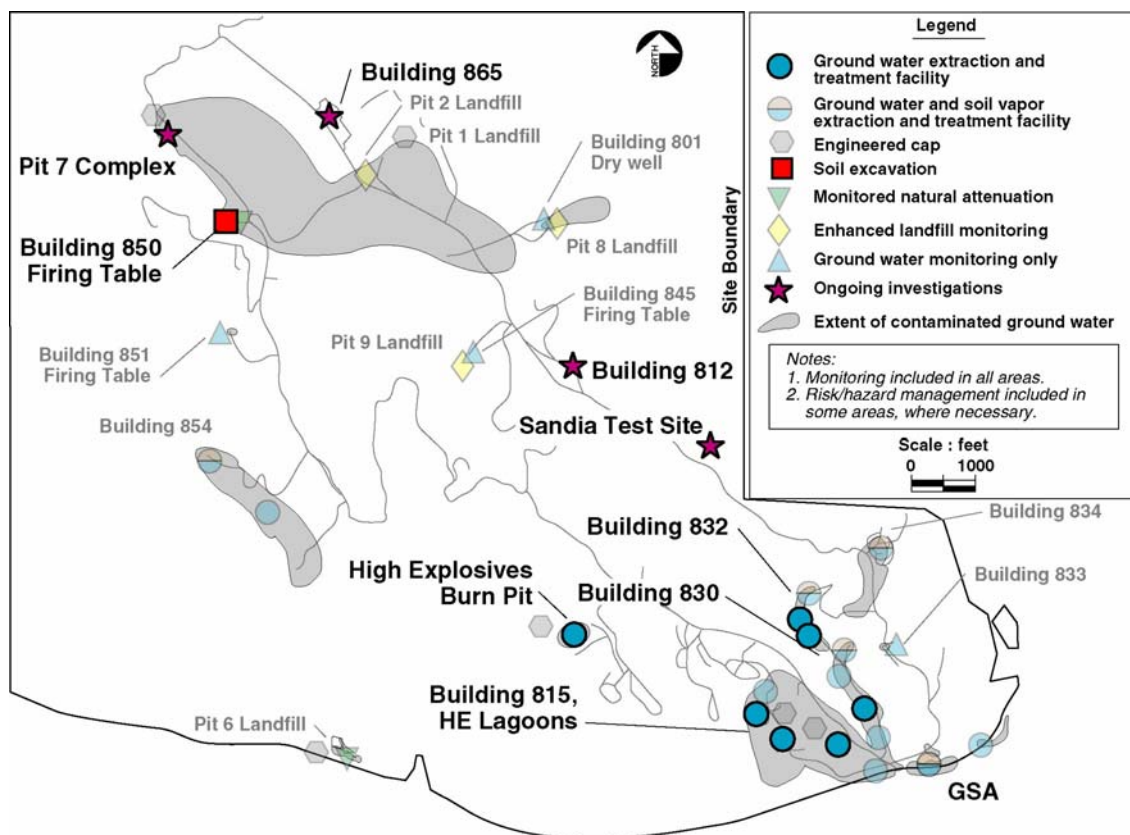 NORTH
Building 865
Pit 2 Landfill
Pit 1 Landfill
Building 801
Dry well
Pit 7 Complex
Pit 8 Landfill
Building 850
Firing Table
Building 845
Firing Table
Pit 9 Landfill
Building 851
Firing Table
Building 812
Building 854
Sandia Test Site
Site Boundary
Building 832
Building 834
High Explosives
Burn Pit
Building 830
Building 833
Building 815,
HE Lagoons
Pit 6 Landfill
GSA
Legend
Ground water extraction and
treatment facility
Ground water and soil vapor
extraction and treatment facility
Engineered cap
Soil excavation
Monitored natural attenuation
Enhanced landfill monitoring
Ground water monitoring only
Ongoing investigations
Extent of contaminated ground water
Notes:
1. Monitoring included in all areas.
2. Risk/hazard management included in
some areas, where necessary.
Scale : feet
0 1000